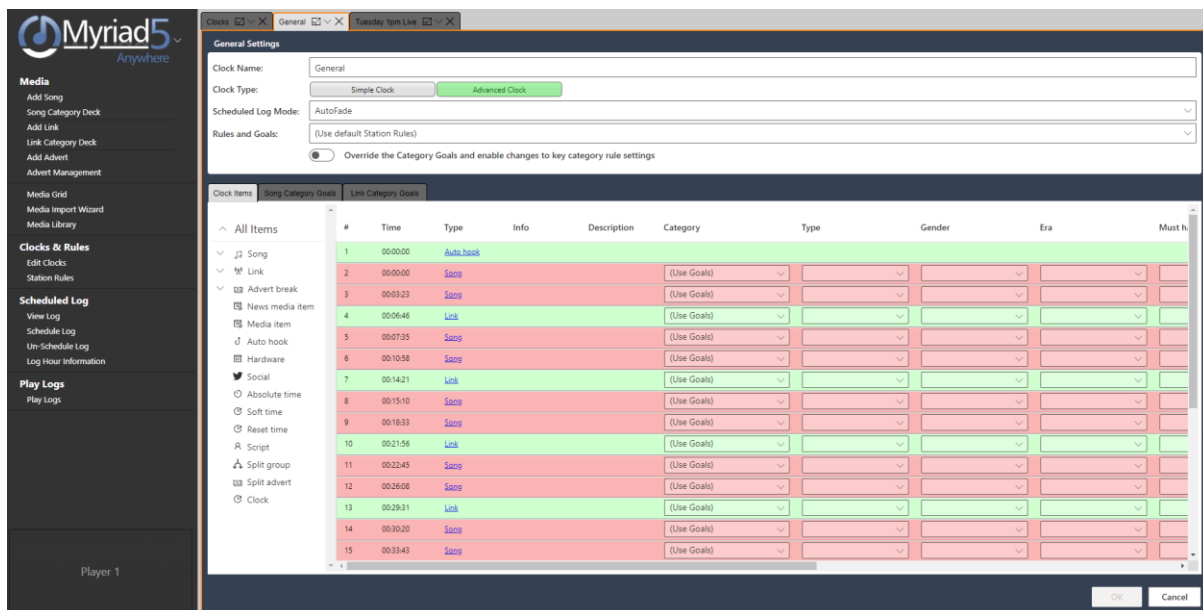 Myriad5
Anywhere
Media
Add Song
Song Category Deck
Add Link
Link Category Deck
Add Advert
Advert Management
Media Grid
Media Import Wizard
Media Library
Clocks & Rules
Edit Clocks
Station Rules
Scheduled Log
View Log
Schedule Log
Un-Schedule Log
Log Hour Information
Play Logs
Play Logs
Player 1
Clocks General Tuesday 1pm Live
General Settings
Clock Name: General
Clock Type: Simple Clock Advanced Clock
Scheduled Log Mode: AutoFade
Rules and Goals: (Use default Station Rules)
Override the Category Goals and enable changes to key category rule settings
Clock Items Song Category Goals Link Category Goals
All Items
Song
Link
Advert break
News media item
Media item
Auto hook
Hardware
Social
Absolute time
Soft time
Reset time
Script
Split group
Split advert
Clock
# Time Type Info Description Category Type Gender Era Must h
1 00:00:00 Auto hook
2 00:00:00 Song (Use Goals)
3 00:03:23 Song (Use Goals)
4 00:06:46 Link (Use Goals)
5 00:07:35 Song (Use Goals)
6 00:10:58 Song (Use Goals)
7 00:14:21 Link (Use Goals)
8 00:15:10 Song (Use Goals)
9 00:18:33 Song (Use Goals)
10 00:21:56 Link (Use Goals)
11 00:22:45 Song (Use Goals)
12 00:26:08 Song (Use Goals)
13 00:29:31 Link (Use Goals)
14 00:30:20 Song (Use Goals)
15 00:33:43 Song (Use Goals)
OK Cancel